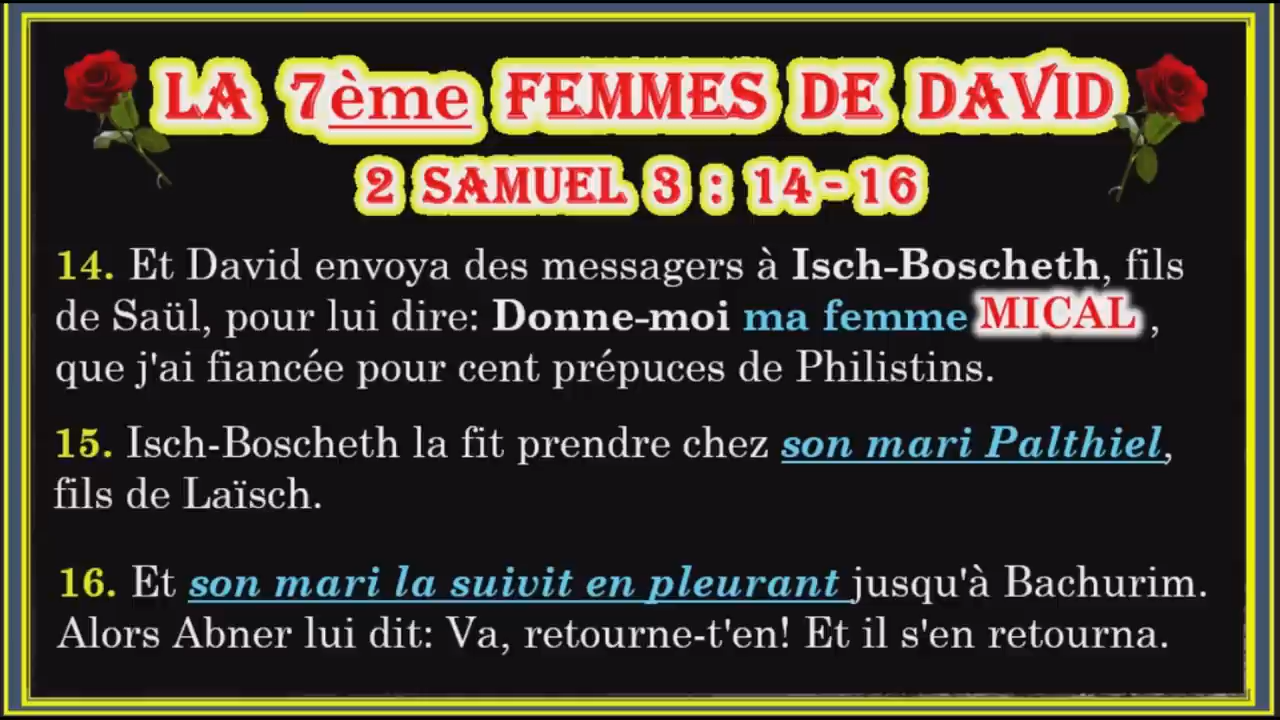 LA 7ème FEMMES DE DAVID
2 SAMUEL 3 : 14-16
14. Et David envoya des messagers à Isch-Boscheth, fils
de Saül, pour lui dire: Donne-moi ma femme MICAL ,
que j'ai fiancée pour cent prépuces de Philistins.
15. Isch-Boscheth la fit prendre chez son mari Palthiel,
fils de Laïsch.
16. Et son mari la suivit en pleurant jusqu'à Bachurim.
Alors Abner lui dit: Va, retourne-t'en! Et il s'en retourna.